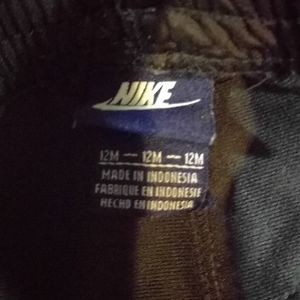 NIKE
12M — 12M — 12M
MADE IN INDONESIA
FABRIQUE EN INDONESIE
HECHO EN INDONESIA